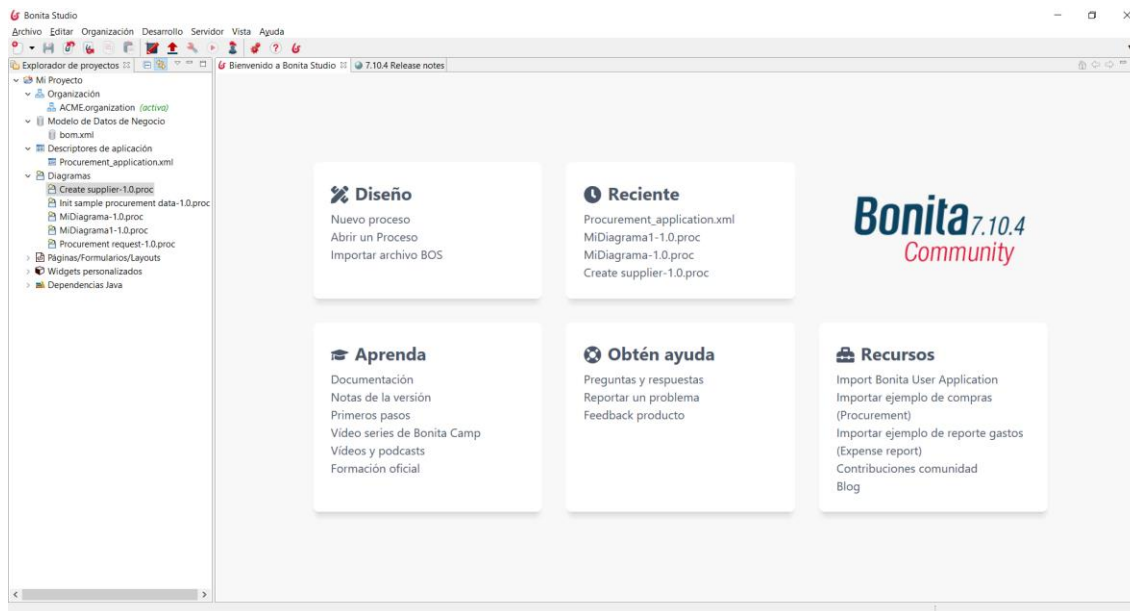 Bonita Studio
Archivo Editar Organización Desarrollo Servidor Vista Ayuda
Explorador de proyectos
Bienvenido a Bonita Studio 7.10.4 Release notes
Mi Proyecto
Organización
ACME.organization (activo)
Modelo de Datos de Negocio
bom.xml
Descriptores de aplicación
Procurement_application.xml
Diagramas
Create supplier-1.0.proc
Init sample procurement data-1.0.proc
MiDiagrama-1.0.proc
MiDiagrama1-1.0.proc
Procurement request-1.0.proc
Páginas/Formularios/Layouts
Widgets personalizados
Dependencias Java
Diseño
Nuevo proceso
Abrir un Proceso
Importar archivo BOS
Reciente
Procurement_application.xml
MiDiagrama1-1.0.proc
MiDiagrama-1.0.proc
Create supplier-1.0.proc
Bonita 7.10.4
Community
Aprenda
Documentación
Notas de la versión
Primeros pasos
Vídeo series de Bonita Camp
Vídeos y podcasts
Formación oficial
Obtén ayuda
Preguntas y respuestas
Reportar un problema
Feedback producto
Recursos
Import Bonita User Application
Importar ejemplo de compras
(Procurement)
Importar ejemplo de reporte gastos
(Expense report)
Contribuciones comunidad
Blog